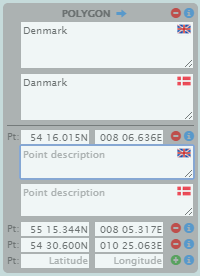 POLYGON
Denmark
Danmark
Pt: 54 16.015N 008 06.636E
Point description
Point description
Pt: 55 15.344N 008 05.317E
Pt: 54 30.600N 010 25.063E
Pt: Latitude Longitude